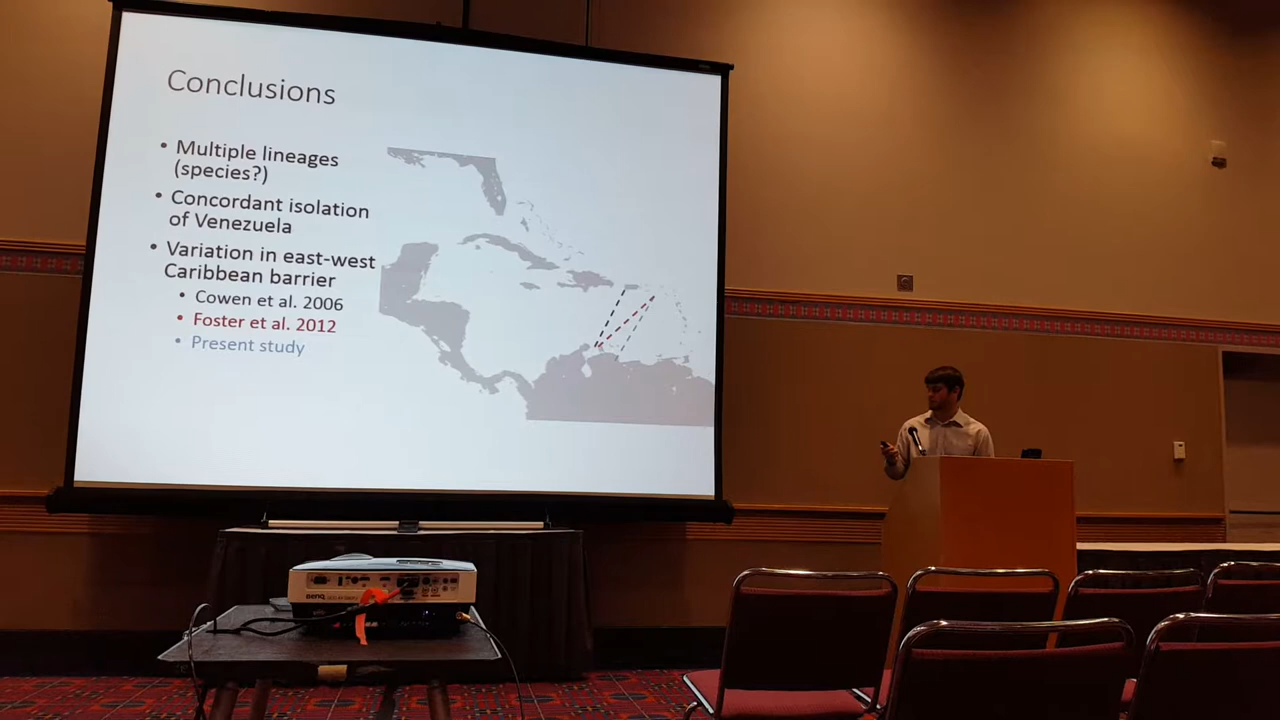 Conclusions
• Multiple lineages
(species?)
• Concordant isolation
of Venezuela
• Variation in east-west
Caribbean barrier
• Cowen et al. 2006
• Foster et al. 2012
• Present study
BenQ